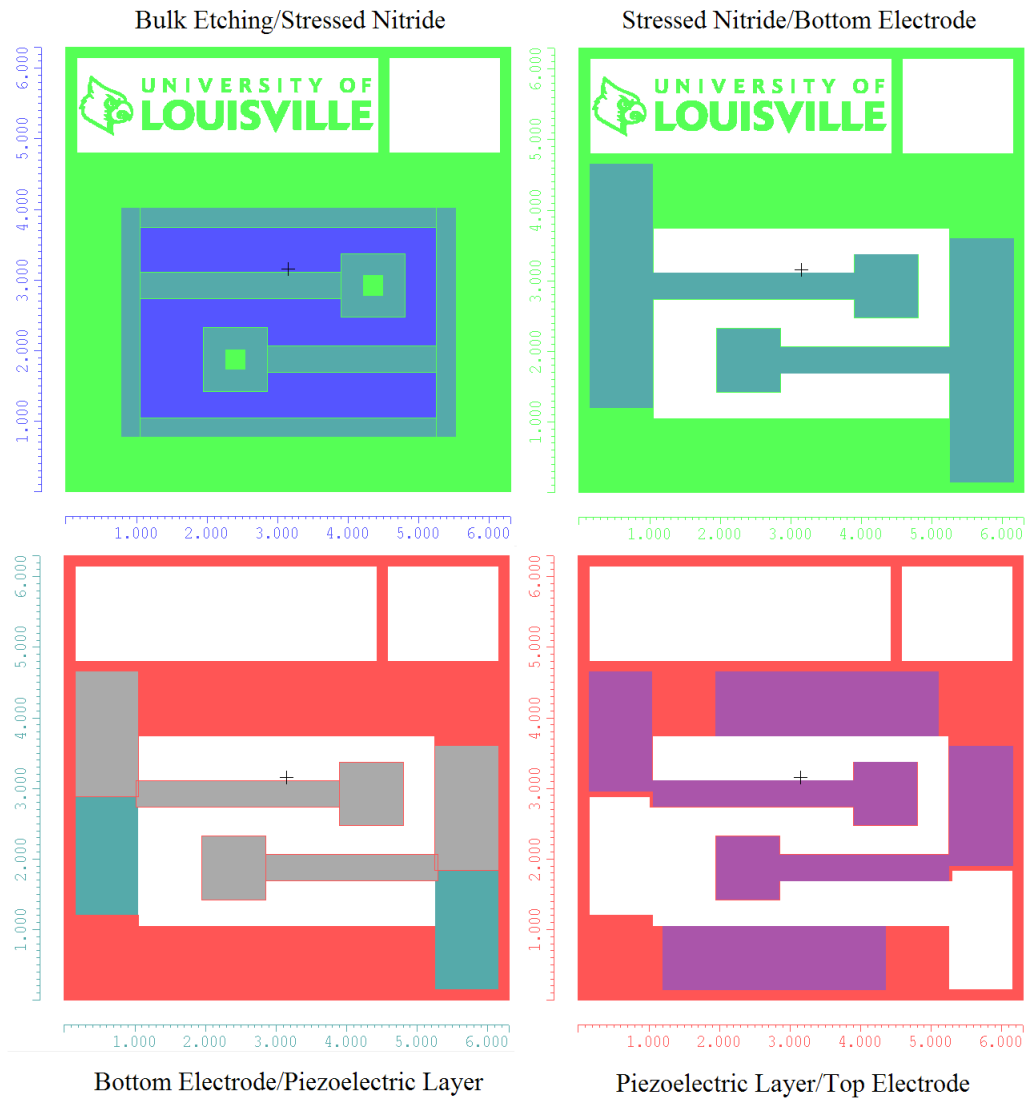 Bulk Etching/Stressed Nitride
Stressed Nitride/Bottom Electrode
UNIVERSITY OF
LOUISVILLE
UNIVERSITY OF
LOUISVILLE
6.000
5.000
4.000
3.000
2.000
1.000
6.000
5.000
4.000
3.000
2.000
1.000
1.000 2.000 3.000 4.000 5.000 6.000
1.000 2.000 3.000 4.000 5.000 6.000
6.000
5.000
4.000
3.000
2.000
1.000
6.000
5.000
4.000
3.000
2.000
1.000
1.000 2.000 3.000 4.000 5.000 6.000
1.000 2.000 3.000 4.000 5.000 6.000
Bottom Electrode/Piezoelectric Layer
Piezoelectric Layer/Top Electrode